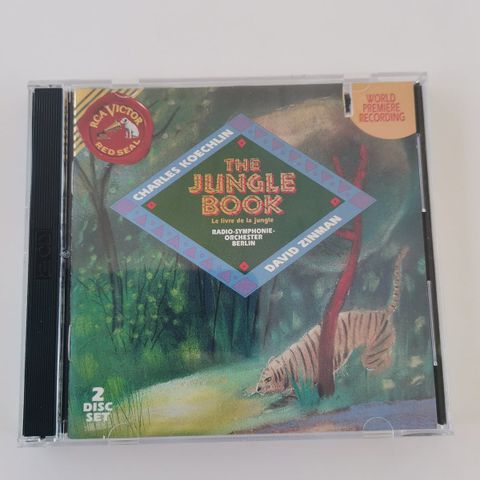 RCA VICTOR
RED SEAL
WORLD
PREMIERE
RECORDING
CHARLES KOECHLIN
THE
JUNGLE
BOOK
Le livre de la jungle
RADIO-SYMPHONIE-
ORCHESTER
BERLIN
DAVID ZINMAN
2
DISC
SET